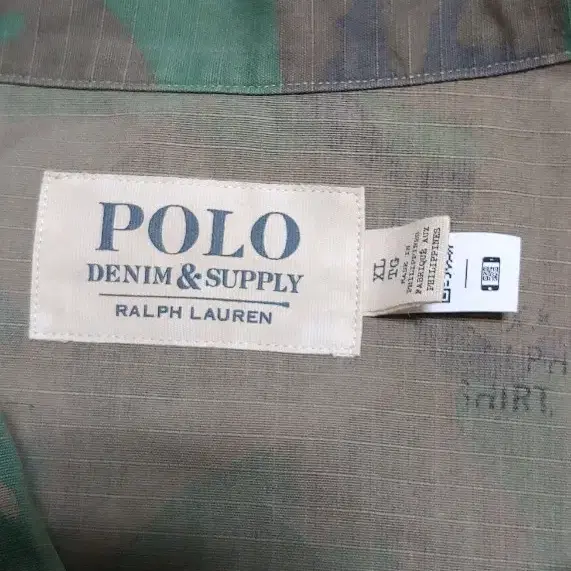 POLO
DENIM & SUPPLY
RALPH LAUREN
XL
TG
MADE IN
PHILIPPINES
FABRIQUÉ AUX
PHILIPPINES
SHIRT